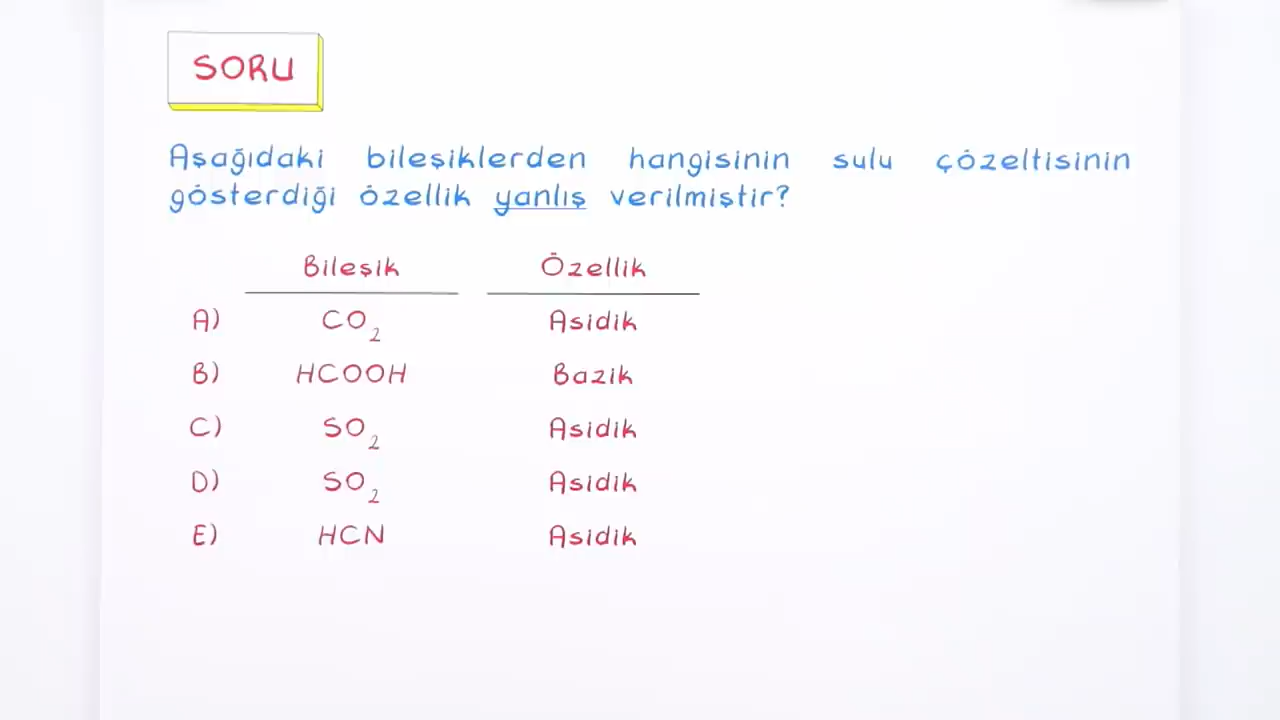 SORU
Aşağıdaki bileşiklerden hangisinin sulu çözeltisinin
gösterdiği özellik yanlış verilmiştir?
Bileşik Özellik
A) CO₂ Asidik
B) HCOOH Bazik
C) SO₂ Asidik
D) SO₂ Asidik
E) HCN Asidik